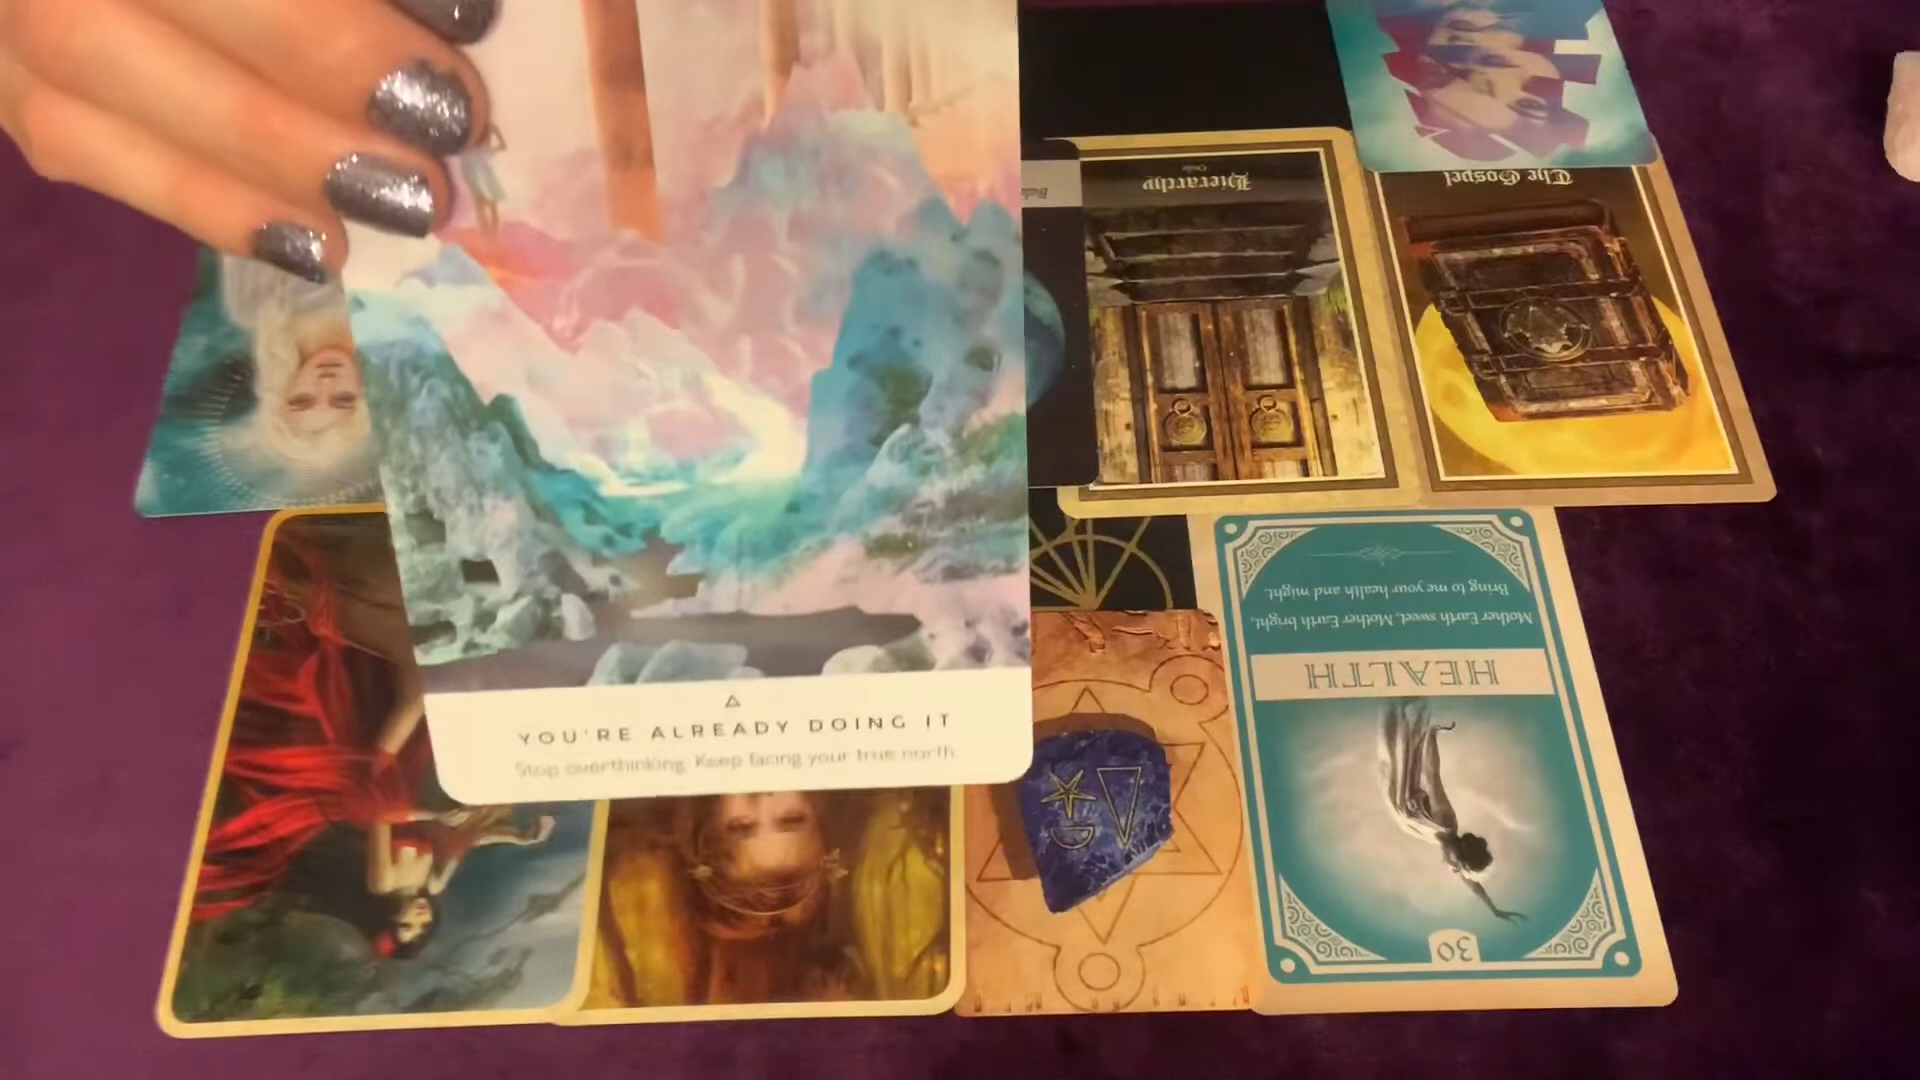 YOU'RE ALREADY DOING IT
Stop overthinking. Keep facing your true north.
Hierarchy
Order
The Gospel
30
HEALTH
Mother Earth sweet, Mother Earth bright,
Bring to me your health and might.